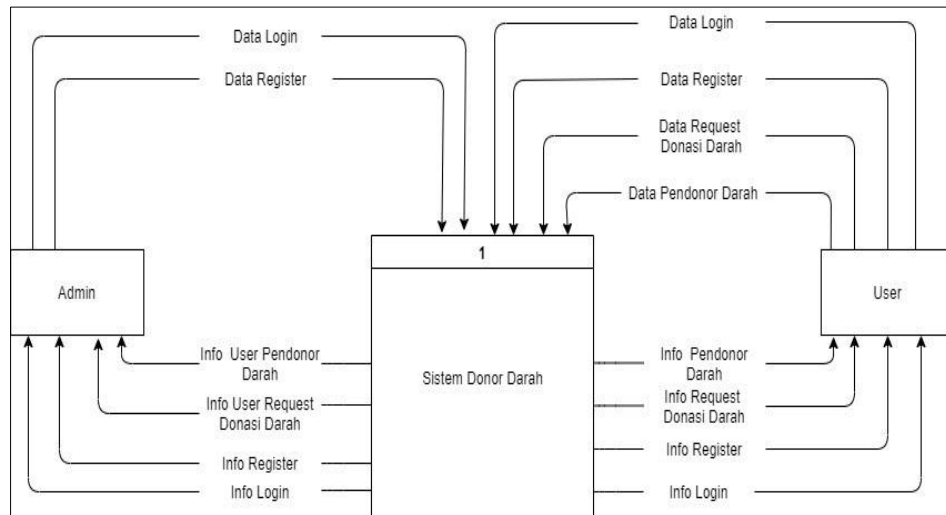 Data Login
Data Register
Data Login
Data Register
Data Request
Donasi Darah
Data Pendonor Darah
1
Admin
User
Sistem Donor Darah
Info User Pendonor
Darah
Info User Request
Donasi Darah
Info Register
Info Login
Info Pendonor
Darah
Info Request
Donasi Darah
Info Register
Info Login